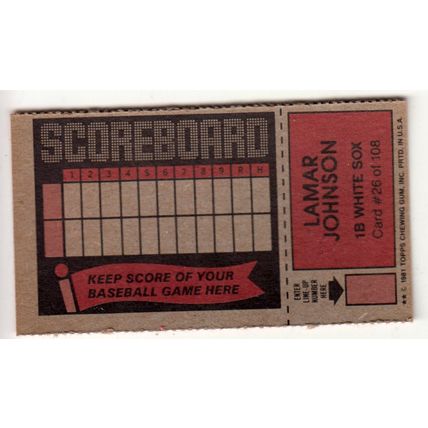 SCOREBOARD
1 2 3 4 5 6 7 8 9 R H
KEEP SCORE OF YOUR
BASEBALL GAME HERE
LAMAR
JOHNSON
1B WHITE SOX
Card #26 of 108
ENTER
LINE-UP
NUMBER
HERE
★★ © 1981 TOPPS CHEWING GUM, INC. PRTD. IN U.S.A.